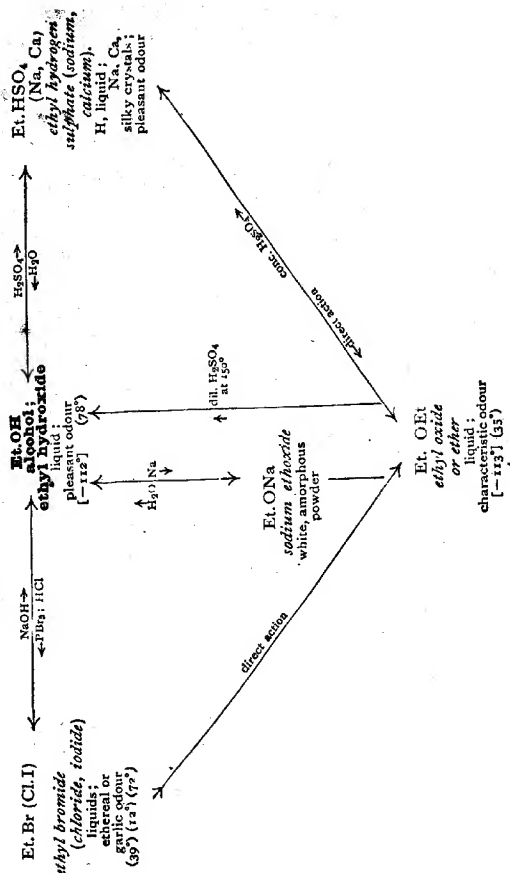 Et.Br (Cl.I)
ethyl bromide
(chloride, iodide)
liquids;
ethereal or
garlic odour
(39°) (12°) (72°)
NaOH→
←PBr₃; HCl
Et.OH
alcohol;
ethyl hydroxide
liquid;
pleasant odour
[−112°] (78°)
H₂SO₄→
←H₂O
Et.HSO₄
(Na, Ca)
ethyl hydrogen
sulphate (sodium,
calcium).
H, liquid;
Na, Ca,
silky crystals;
pleasant odour
H₂O Na
dil. H₂SO₄
at 150°
conc. H₂SO₄
direct action
Et.ONa
sodium ethoxide
white, amorphous
powder
direct action
Et. OEt
ethyl oxide
or ether
liquid;
characteristic odour
[−113°] (35°)